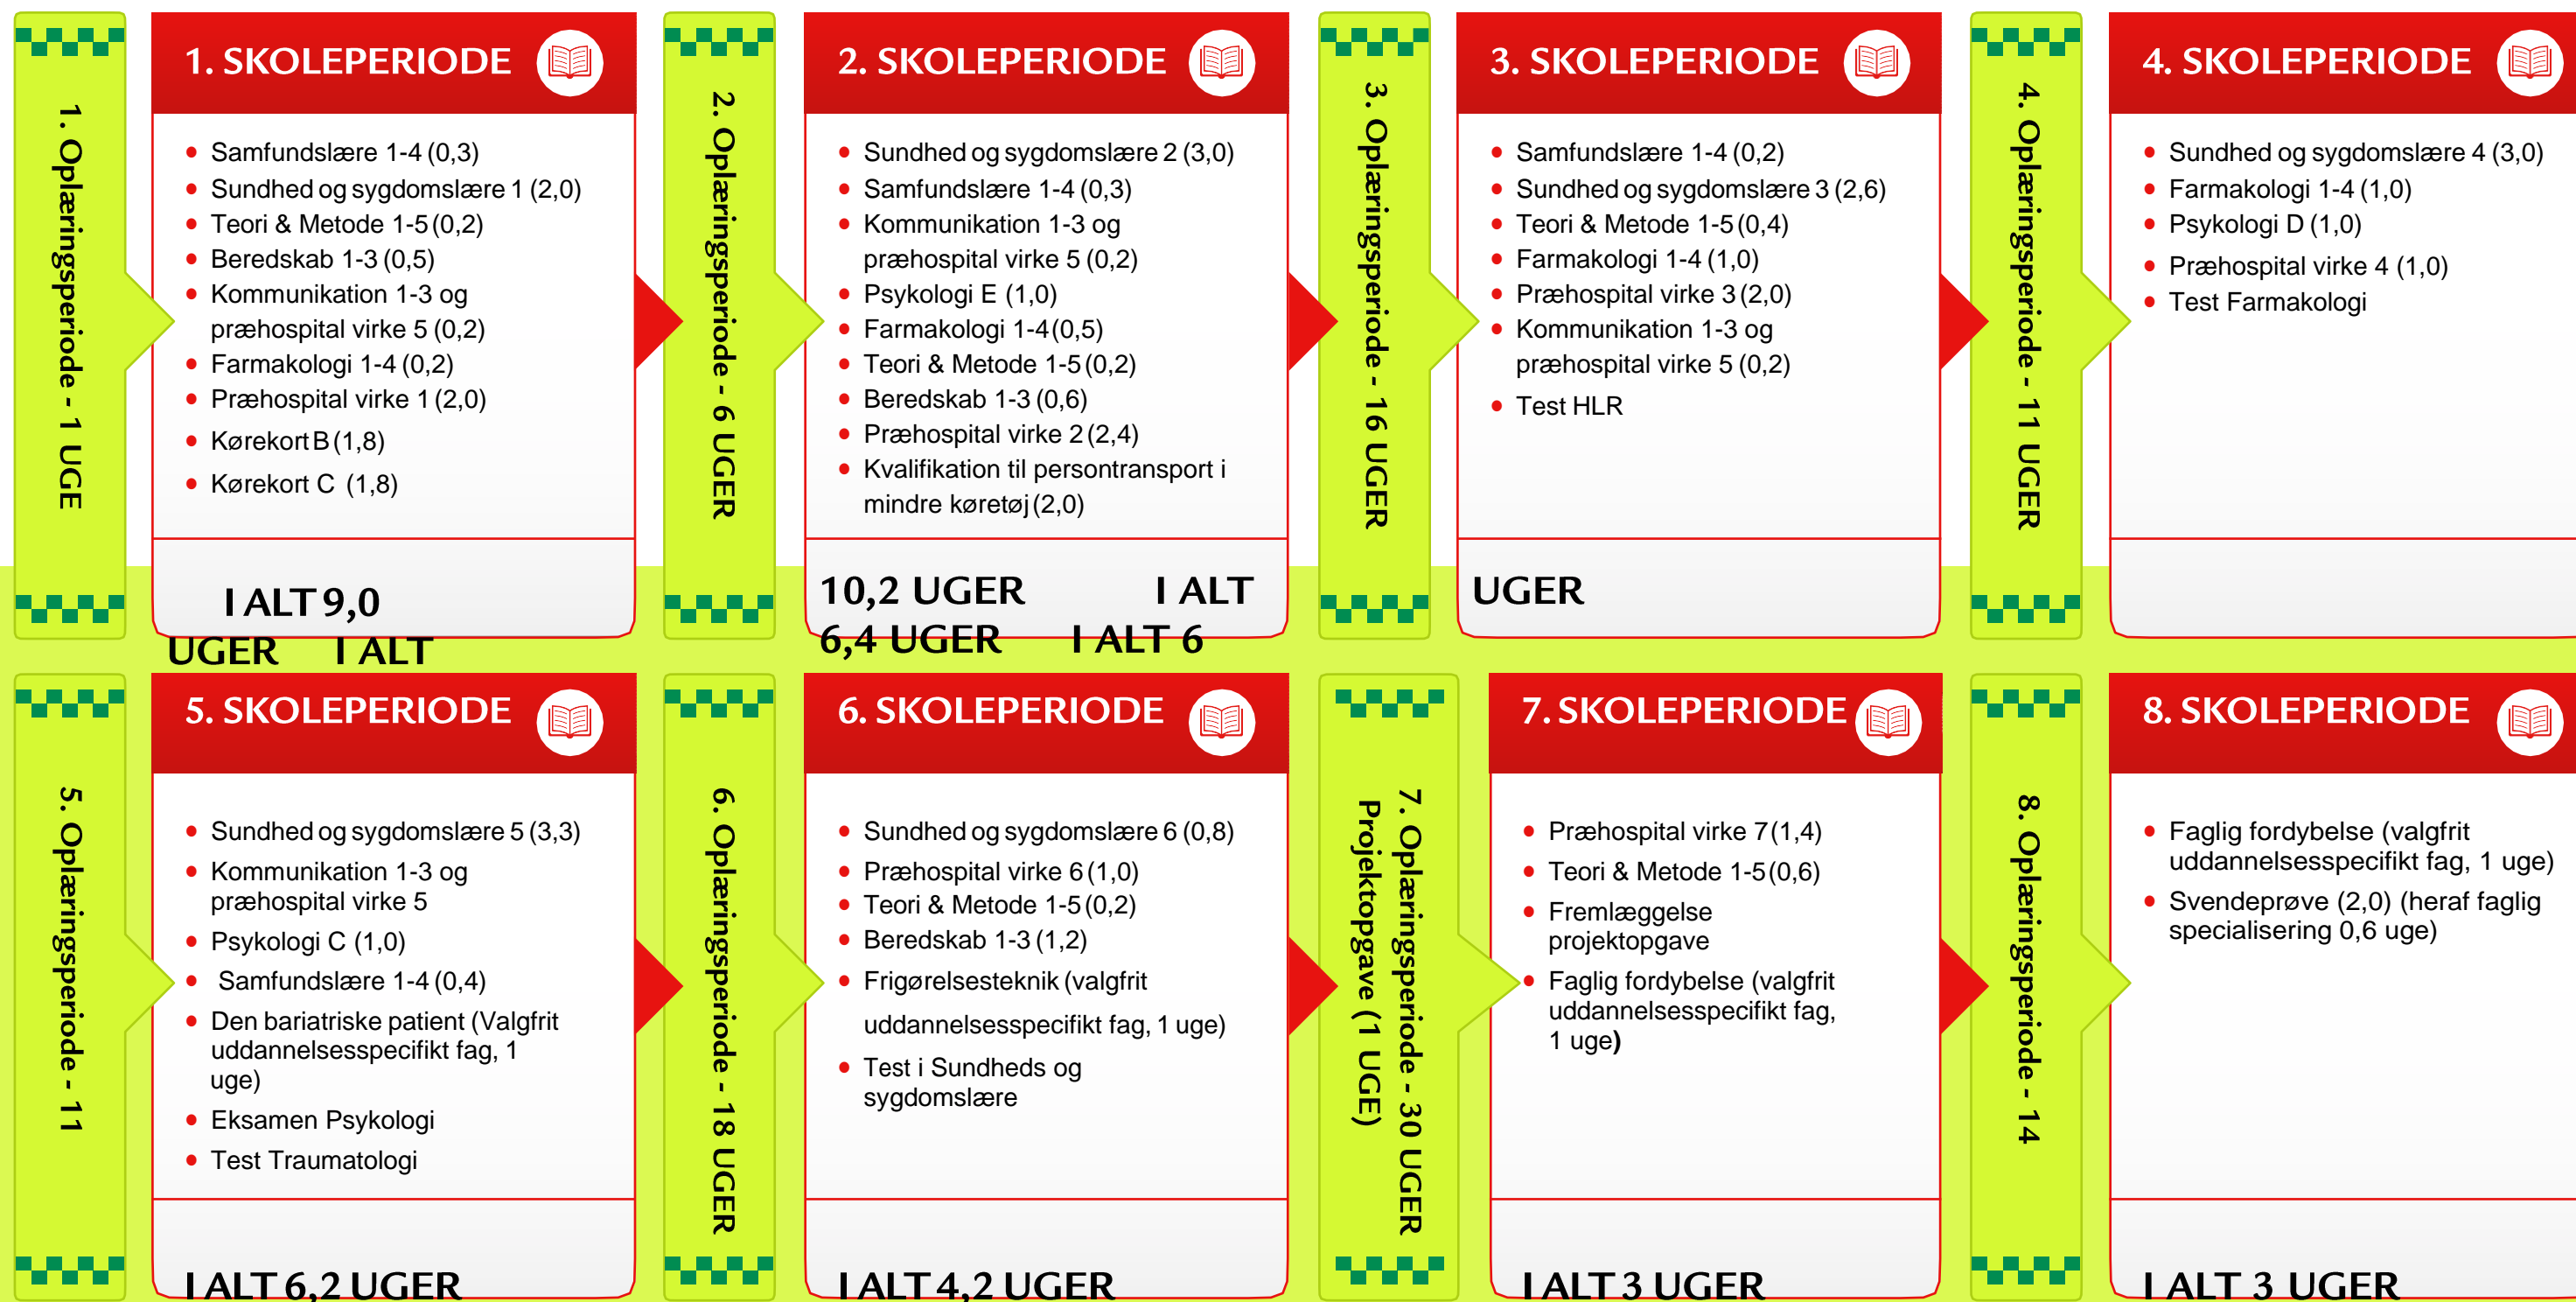 1. Oplæringsperiode - 1 UGE
1. SKOLEPERIODE
Samfundslære 1-4 (0,3)
Sundhed og sygdomslære 1 (2,0)
Teori & Metode 1-5 (0,2)
Beredskab 1-3 (0,5)
Kommunikation 1-3 og
præhospital virke 5 (0,2)
Farmakologi 1-4 (0,2)
Præhospital virke 1 (2,0)
Kørekort B (1,8)
Kørekort C (1,8)
I ALT 9,0
UGER I ALT
2. Oplæringsperiode - 6 UGER
2. SKOLEPERIODE
Sundhed og sygdomslære 2 (3,0)
Samfundslære 1-4 (0,3)
Kommunikation 1-3 og
præhospital virke 5 (0,2)
Psykologi E (1,0)
Farmakologi 1-4 (0,5)
Teori & Metode 1-5 (0,2)
Beredskab 1-3 (0,6)
Præhospital virke 2 (2,4)
Kvalifikation til persontransport i
mindre køretøj (2,0)
10,2 UGER I ALT
6,4 UGER I ALT 6
3. Oplæringsperiode - 16 UGER
3. SKOLEPERIODE
Samfundslære 1-4 (0,2)
Sundhed og sygdomslære 3 (2,6)
Teori & Metode 1-5 (0,4)
Farmakologi 1-4 (1,0)
Præhospital virke 3 (2,0)
Kommunikation 1-3 og
præhospital virke 5 (0,2)
Test HLR
UGER
4. Oplæringsperiode - 11 UGER
4. SKOLEPERIODE
Sundhed og sygdomslære 4 (3,0)
Farmakologi 1-4 (1,0)
Psykologi D (1,0)
Præhospital virke 4 (1,0)
Test Farmakologi
5. Oplæringsperiode - 11
5. SKOLEPERIODE
Sundhed og sygdomslære 5 (3,3)
Kommunikation 1-3 og
præhospital virke 5
Psykologi C (1,0)
Samfundslære 1-4 (0,4)
Den bariatriske patient (Valgfrit
uddannelsesspecifikt fag, 1
uge)
Eksamen Psykologi
Test Traumatologi
I ALT 6,2 UGER
6. Oplæringsperiode - 18 UGER
6. SKOLEPERIODE
Sundhed og sygdomslære 6 (0,8)
Præhospital virke 6 (1,0)
Teori & Metode 1-5 (0,2)
Beredskab 1-3 (1,2)
Frigørelsesteknik (valgfrit
uddannelsesspecifikt fag, 1 uge)
Test i Sundheds og
sygdomslære
I ALT 4,2 UGER
7. Oplæringsperiode - 30 UGER
Projektopgave (1 UGE)
7. SKOLEPERIODE
Præhospital virke 7 (1,4)
Teori & Metode 1-5 (0,6)
Fremlæggelse
projektopgave
Faglig fordybelse (valgfrit
uddannelsesspecifikt fag,
1 uge)
I ALT 3 UGER
8. Oplæringsperiode - 14
8. SKOLEPERIODE
Faglig fordybelse (valgfrit
uddannelsesspecifikt fag, 1 uge)
Svendeprøve (2,0) (heraf faglig
specialisering 0,6 uge)
I ALT 3 UGER